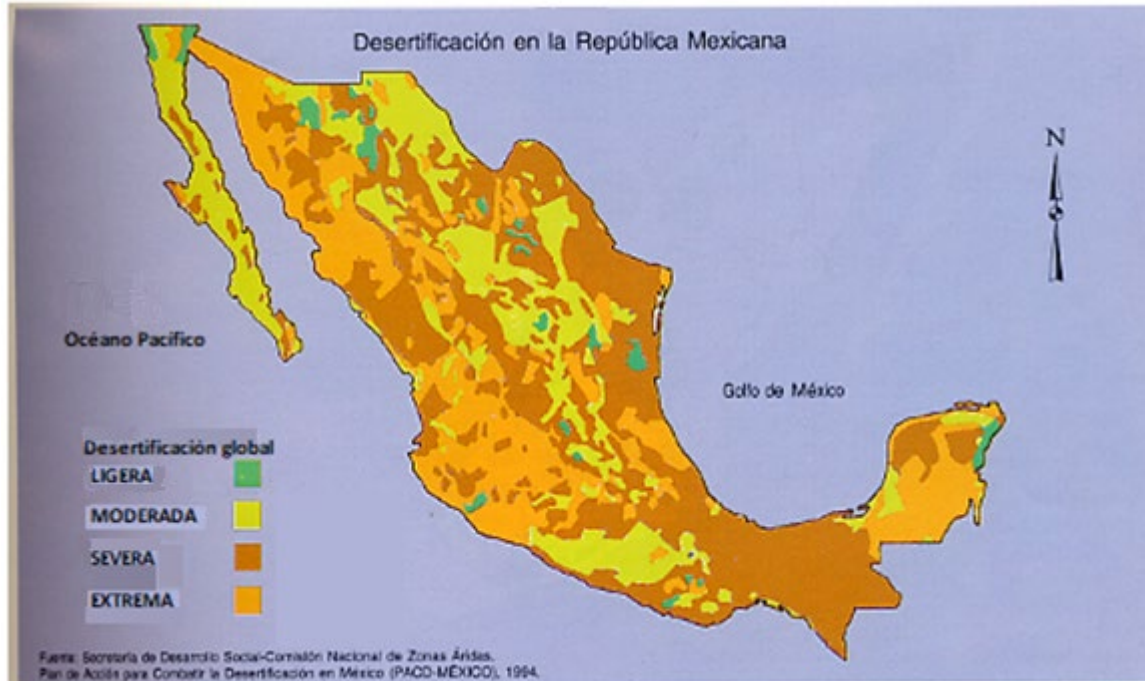 Desertificación en la República Mexicana
N
Océano Pacífico
Golfo de México
Desertificación global
LIGERA
MODERADA
SEVERA
EXTREMA
Fuente: Secretaría de Desarrollo Social-Comisión Nacional de Zonas Áridas.
Plan de Acción para Combatir la Desertificación en México (PACD-MÉXICO), 1994.